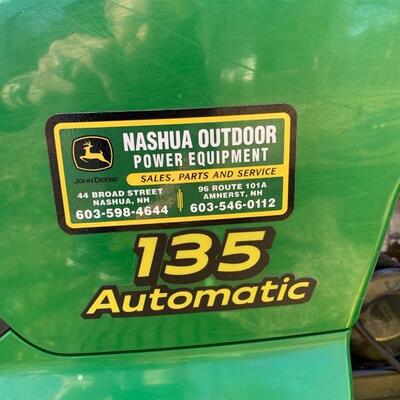 NASHUA OUTDOOR
POWER EQUIPMENT
JOHN DEERE
SALES, PARTS AND SERVICE
44 BROAD STREET
NASHUA, NH
603-598-4644
96 ROUTE 101A
AMHERST, NH
603-546-0112
135
Automatic